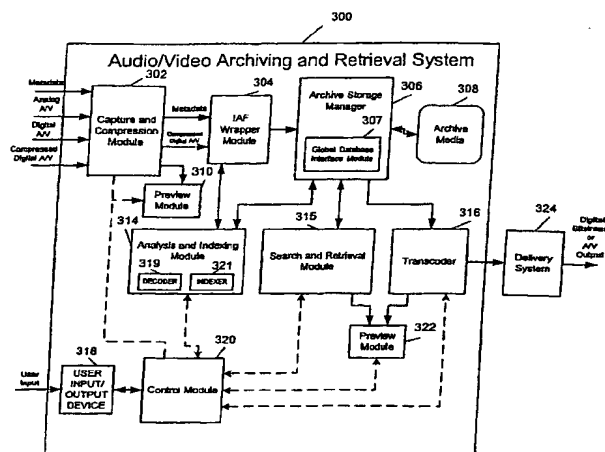 300
Audio/Video Archiving and Retrieval System
Metadata
Analog
A/V
Digital
A/V
Compressed Digital A/V
302
Capture and
Compression
Module
Metadata
Compressed
Digital A/V
304
IAF
Wrapper
Module
Archive Storage
Manager
306
307
Global Database
Interface Module
308
Archive
Media
Preview
Module
310
314
Analysis and Indexing
Module
319
DECODER
321
INDEXER
315
Search and Retrieval
Module
316
Transcoder
324
Delivery
System
Digital
Bitstream
or
A/V
Output
Preview
Module
322
318
User
Input
USER
INPUT/
OUTPUT
DEVICE
320
Control Module